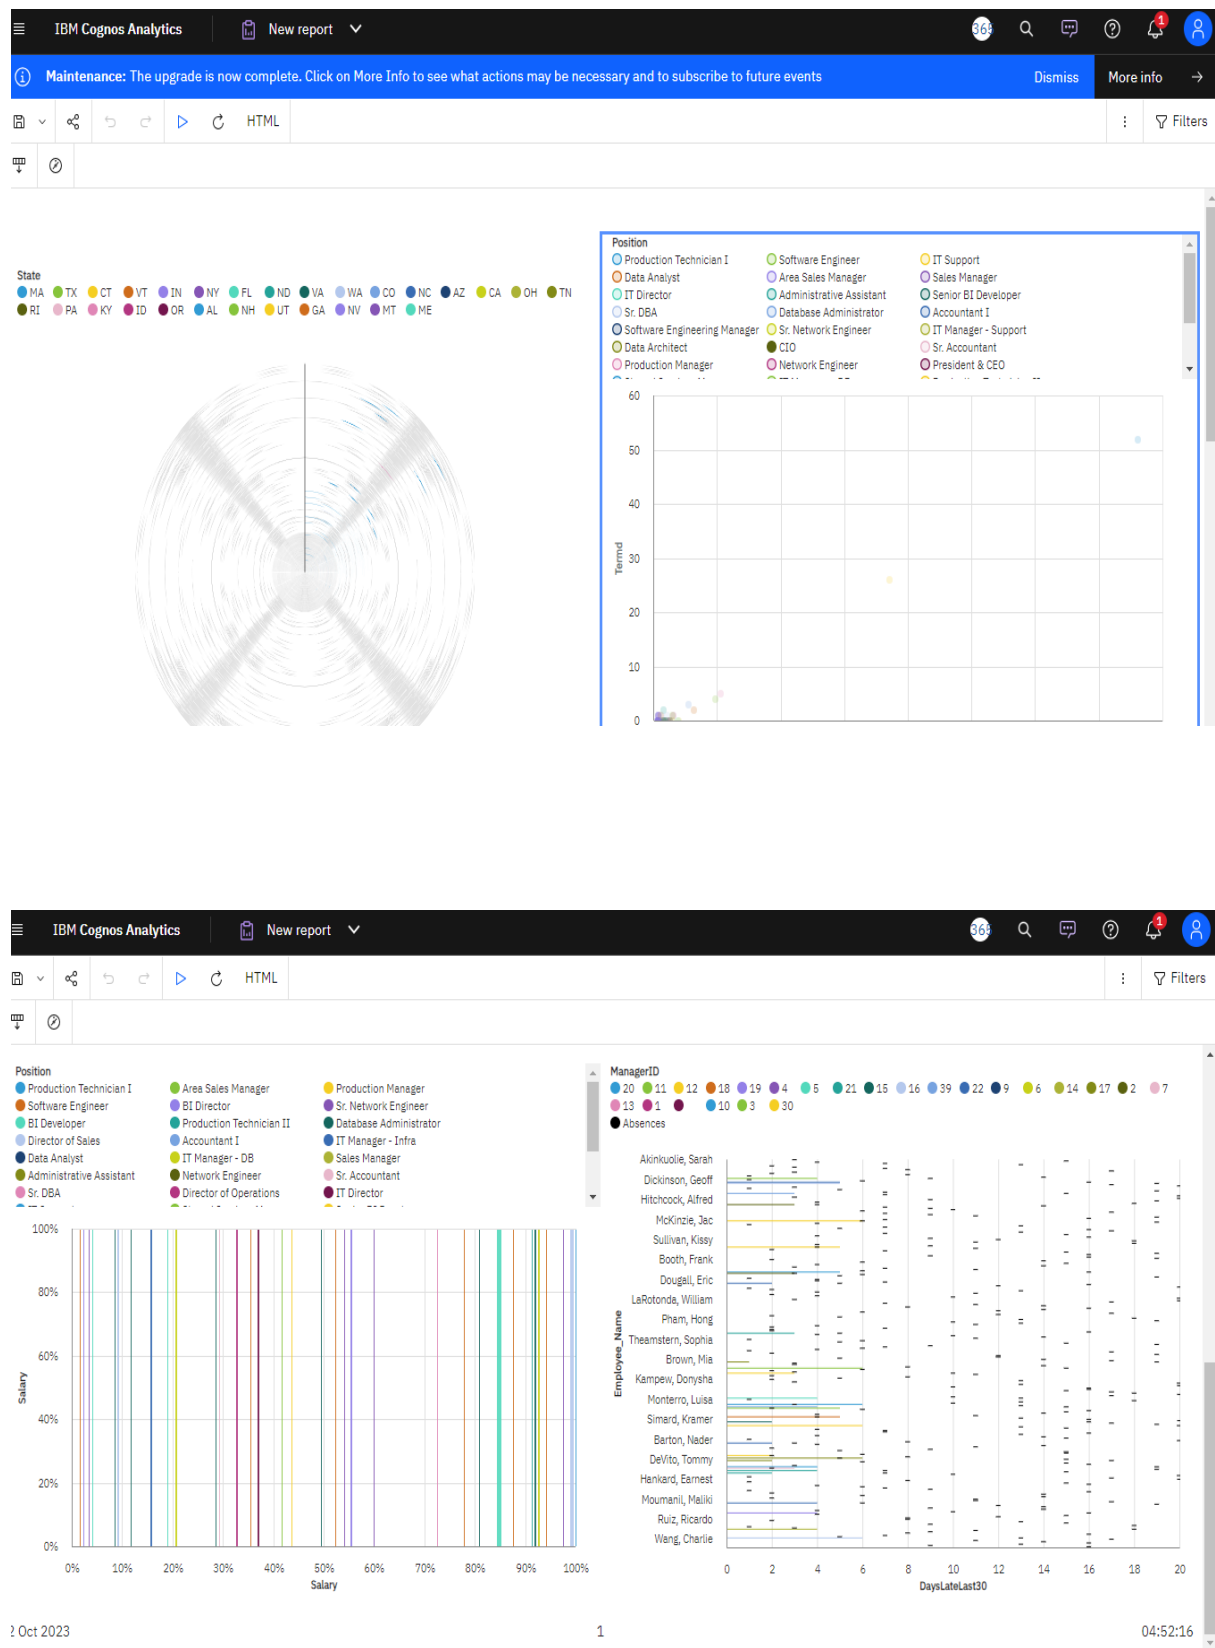 IBM Cognos Analytics New report 365 1
Maintenance: The upgrade is now complete. Click on More Info to see what actions may be necessary and to subscribe to future events Dismiss More info
HTML Filters
State
MA TX CT VT IN NY FL ND VA WA CO NC AZ CA OH TN
RI PA KY ID OR AL NH UT GA NV MT ME
Position
Production Technician I Software Engineer IT Support
Data Analyst Area Sales Manager Sales Manager
IT Director Administrative Assistant Senior BI Developer
Sr. DBA Database Administrator Accountant I
Software Engineering Manager Sr. Network Engineer IT Manager - Support
Data Architect CIO Sr. Accountant
Production Manager Network Engineer President & CEO
60
50
40
30
20
10
0
Termd
IBM Cognos Analytics New report 365 1
HTML Filters
Position
Production Technician I Area Sales Manager Production Manager
Software Engineer BI Director Sr. Network Engineer
BI Developer Production Technician II Database Administrator
Director of Sales Accountant I IT Manager - Infra
Data Analyst IT Manager - DB Sales Manager
Administrative Assistant Network Engineer Sr. Accountant
Sr. DBA Director of Operations IT Director
100%
80%
60%
40%
20%
0%
Salary
0% 10% 20% 30% 40% 50% 60% 70% 80% 90% 100%
Salary
ManagerID
20 11 12 18 19 4 5 21 15 16 39 22 9 6 14 17 2 7
13 1 10 3 30
Absences
Akinkuolie, Sarah
Dickinson, Geoff
Hitchcock, Alfred
McKinzie, Jac
Sullivan, Kissy
Booth, Frank
Dougall, Eric
LaRotonda, William
Pham, Hong
Theamstern, Sophia
Brown, Mia
Kampew, Donysha
Monterro, Luisa
Simard, Kramer
Barton, Nader
DeVito, Tommy
Hankard, Earnest
Moumanil, Maliki
Ruiz, Ricardo
Wang, Charlie
Employee_Name
0 2 4 6 8 10 12 14 16 18 20
DaysLateLast30
2 Oct 2023 1 04:52:16